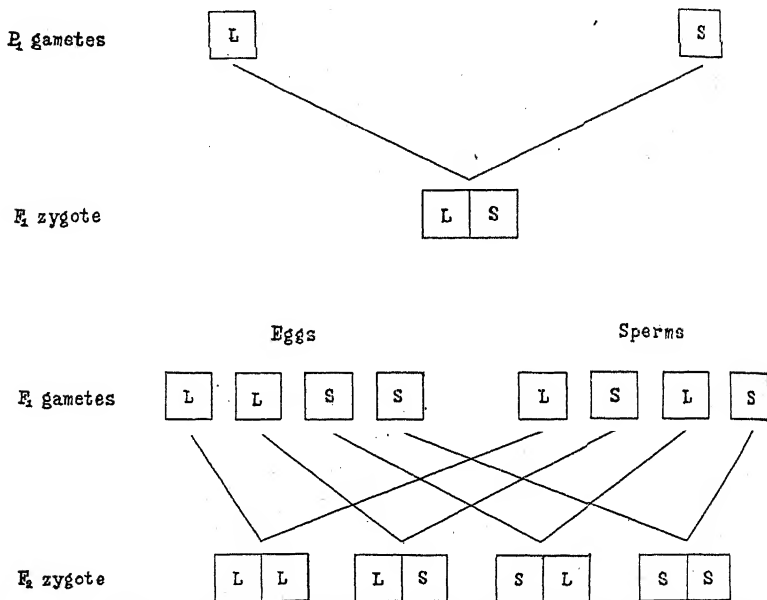 P₁ gametes L S
F₁ zygote L S
Eggs Sperms
F₁ gametes L L S S L S L S
F₂ zygote L L L S S L S S